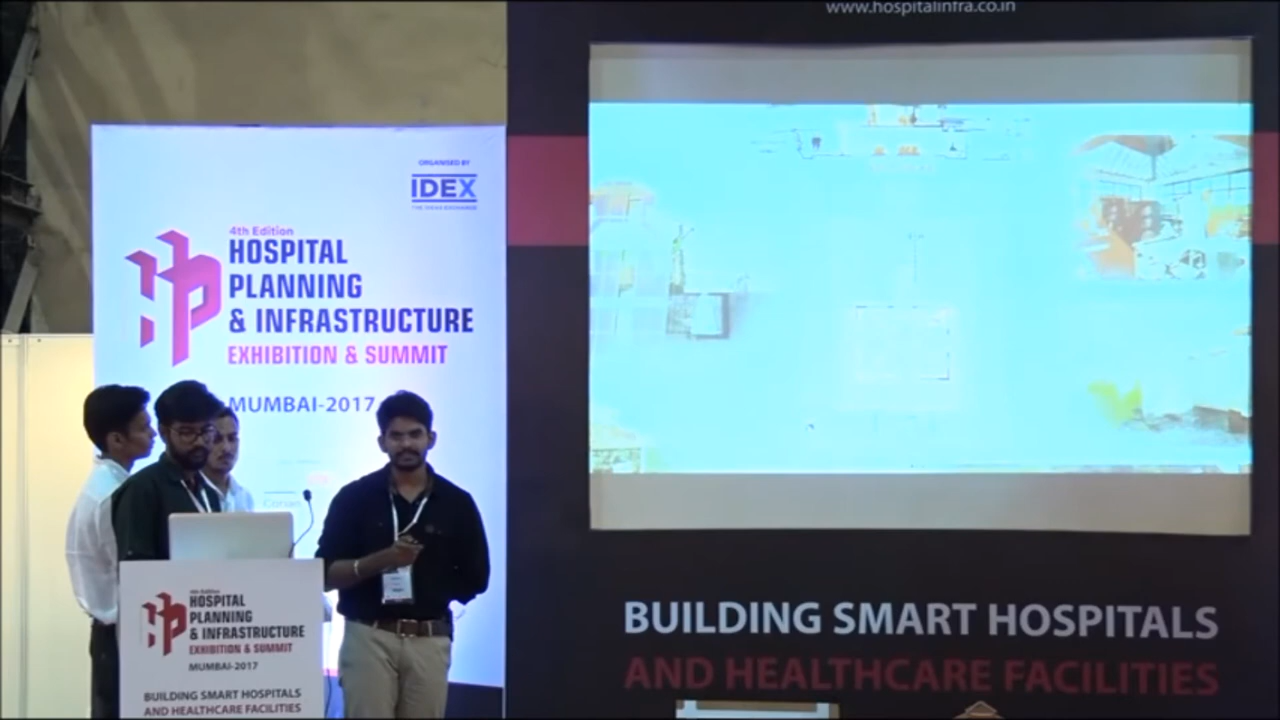 www.hospitalinfra.co.in
ORGANISED BY
IDEX
4th Edition
HOSPITAL
PLANNING
& INFRASTRUCTURE
EXHIBITION & SUMMIT
MUMBAI-2017
HOSPITAL
PLANNING
& INFRASTRUCTURE
EXHIBITION & SUMMIT
MUMBAI-2017
BUILDING SMART HOSPITALS
AND HEALTHCARE FACILITIES
BUILDING SMART HOSPITALS
AND HEALTHCARE FACILITIES